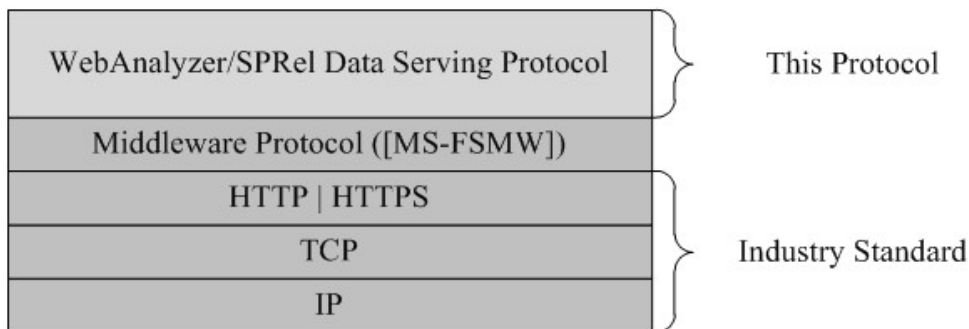 WebAnalyzer/SPRel Data Serving Protocol
This Protocol
Middleware Protocol ([MS-FSMW])
HTTP | HTTPS
TCP
Industry Standard
IP